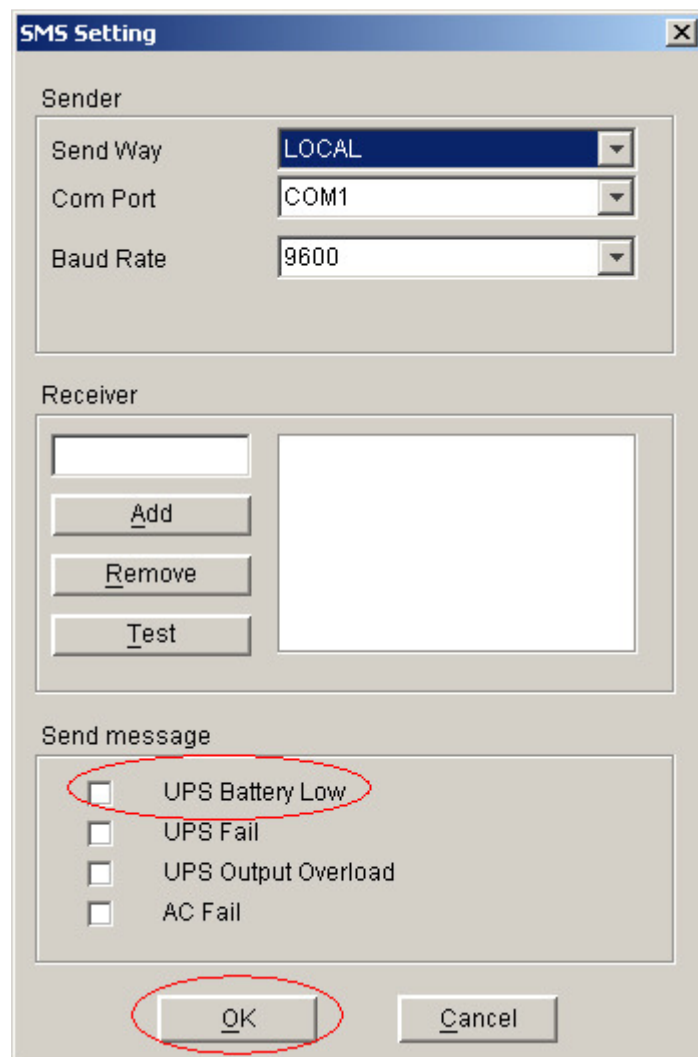 SMS Setting
Sender
Send Way LOCAL
Com Port COM1
Baud Rate 9600
Receiver
Add
Remove
Test
Send message
UPS Battery Low
UPS Fail
UPS Output Overload
AC Fail
OK Cancel